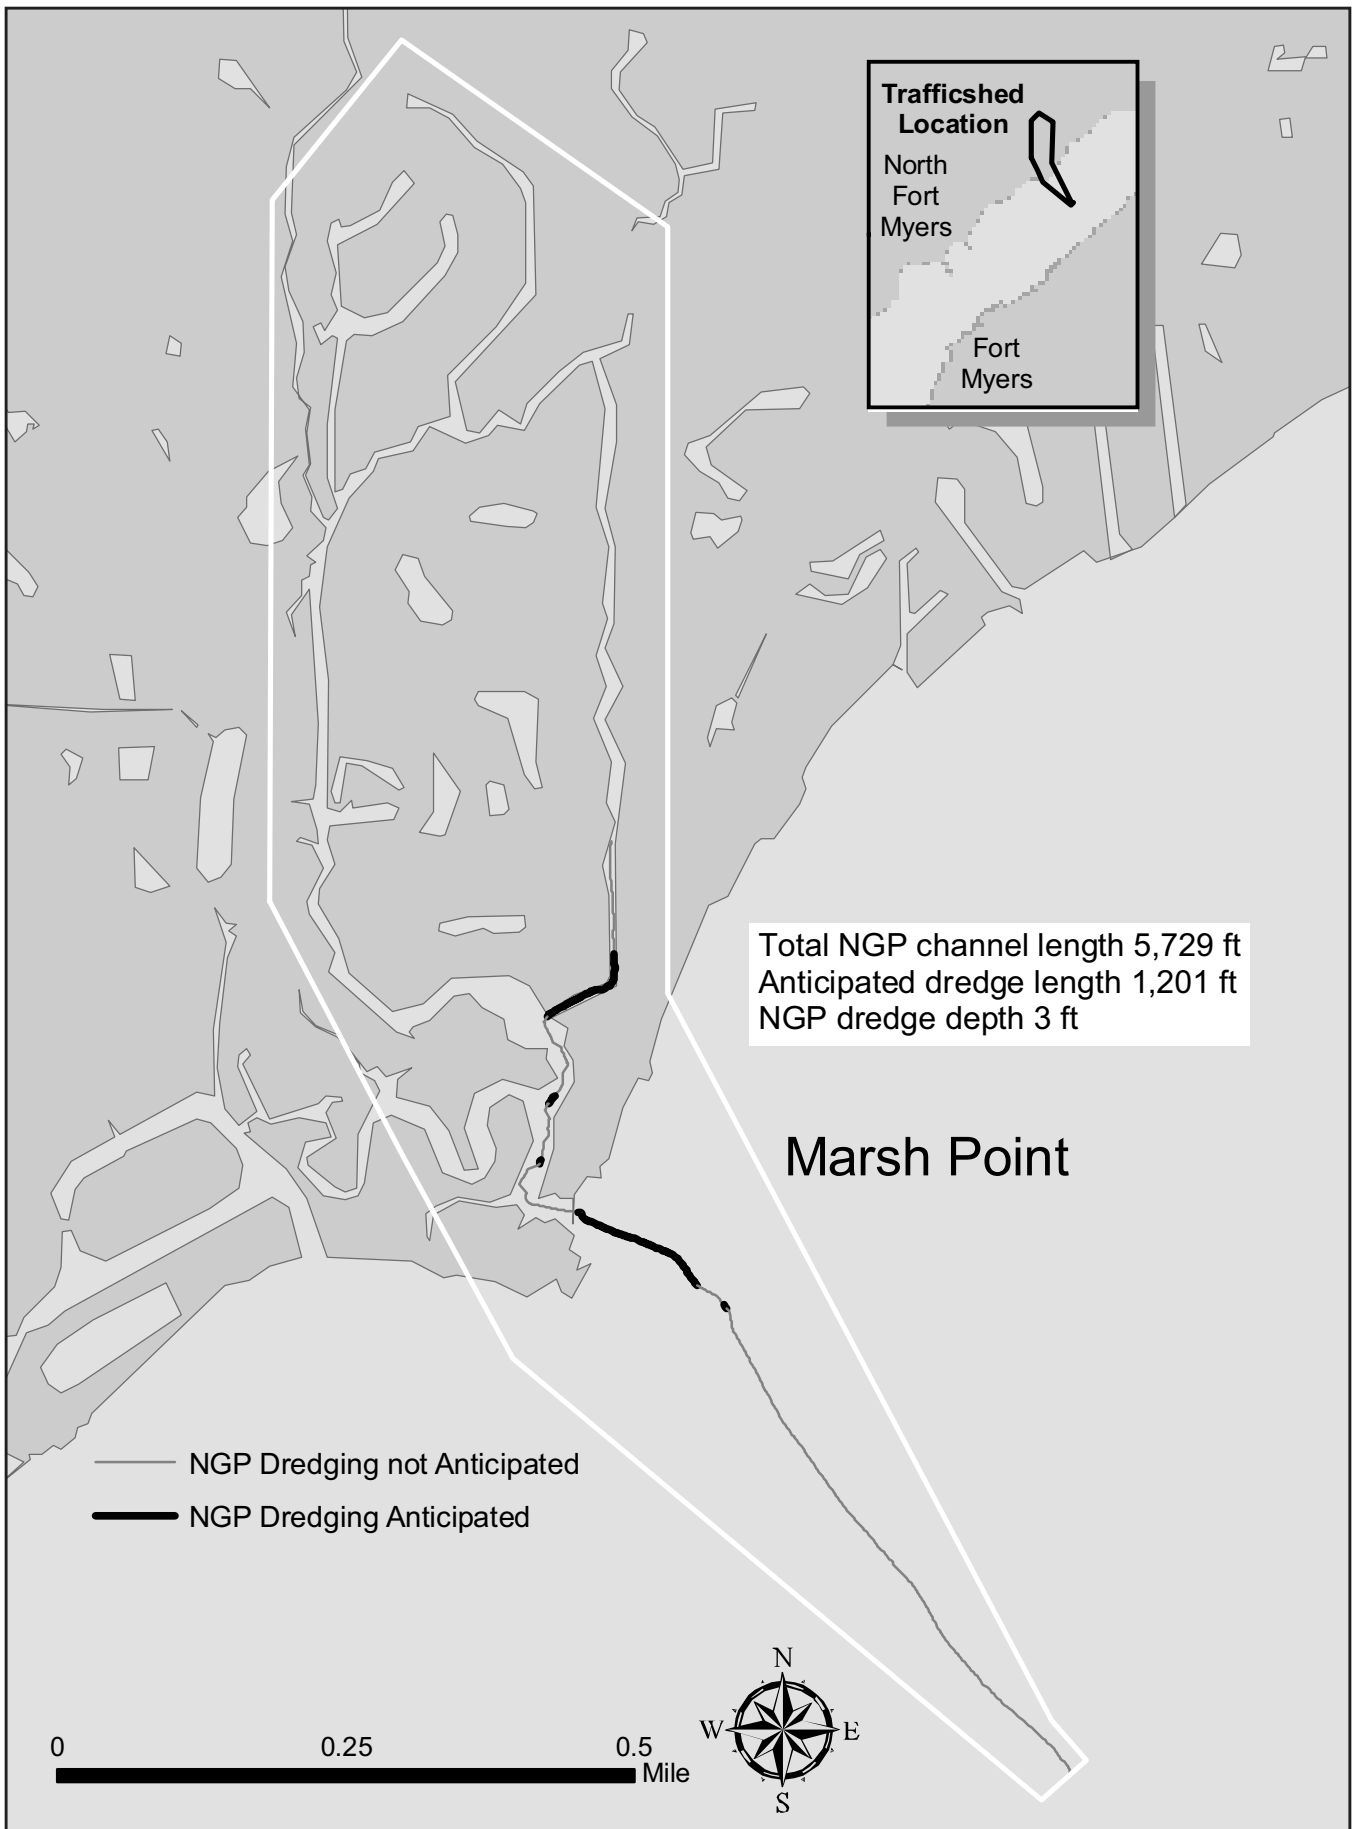 Trafficshed
Location
North
Fort
Myers
Fort
Myers
Total NGP channel length 5,729 ft
Anticipated dredge length 1,201 ft
NGP dredge depth 3 ft
Marsh Point
NGP Dredging not Anticipated
NGP Dredging Anticipated
N
W
E
S
0
0.25
0.5
Mile